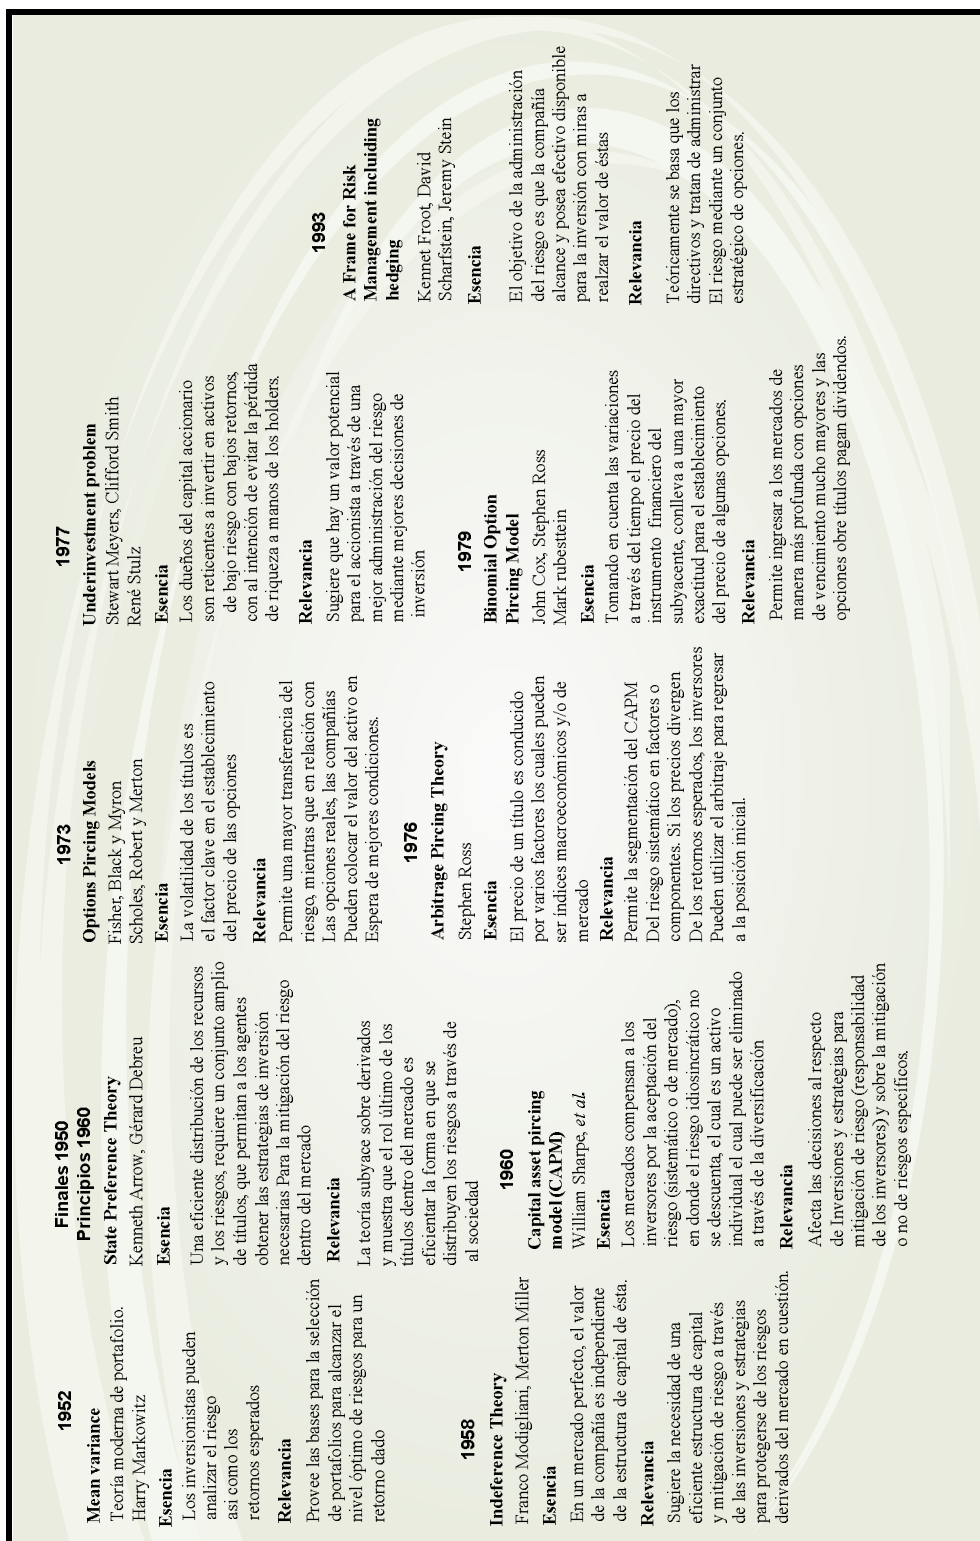 1952
Mean variance
Teoría moderna de portafolio.
Harry Markowitz
Esencia
Los inversionistas pueden
analizar el riesgo
así como los
retornos esperados
Relevancia
Provee las bases para la selección
de portafolios para alcanzar el
nivel óptimo de riesgos para un
retorno dado
1958
Indeference Theory
Franco Modigliani, Merton Miller
Esencia
En un mercado perfecto, el valor
de la compañía es independiente
de la estructura de capital de ésta.
Relevancia
Sugiere la necesidad de una
eficiente estructura de capital
y mitigación de riesgo a través
de las inversiones y estrategias
para protegerse de los riesgos
derivados del mercado en cuestión.
Finales 1950
Principios 1960
State Preference Theory
Kenneth Arrow, Gérard Debreu
Esencia
Una eficiente distribución de los recursos
y los riesgos, requiere un conjunto amplio
de títulos, que permitan a los agentes
obtener las estrategias de inversión
necesarias Para la mitigación del riesgo
dentro del mercado
Relevancia
La teoría subyace sobre derivados
y muestra que el rol último de los
títulos dentro del mercado es
eficientar la forma en que se
distribuyen los riesgos a través de
al sociedad
1960
Capital asset pircing
model (CAPM)
William Sharpe, et al.
Esencia
Los mercados compensan a los
inversores por la aceptación del
riesgo (sistemático o de mercado),
en donde el riesgo idiosincrático no
se descuenta, el cual es un activo
individual el cual puede ser eliminado
a través de la diversificación
Relevancia
Afecta las decisiones al respecto
de Inversiones y estrategias para
mitigación de riesgo (responsabilidad
de los inversores) y sobre la mitigación
o no de riesgos específicos.
1973
Options Pircing Models
Fisher, Black y Myron
Scholes, Robert y Merton
Esencia
La volatilidad de los títulos es
el factor clave en el establecimiento
del precio de las opciones
Relevancia
Permite una mayor transferencia del
riesgo, mientras que en relación con
Las opciones reales, las compañías
Pueden colocar el valor del activo en
Espera de mejores condiciones.
1976
Arbitrage Pircing Theory
Stephen Ross
Esencia
El precio de un titulo es conducido
por varios factores los cuales pueden
ser índices macroeconómicos y/o de
mercado
Relevancia
Permite la segmentación del CAPM
Del riesgo sistemático en factores o
componentes. Si los precios divergen
De los retornos esperados, los inversores
Pueden utilizar el arbitraje para regresar
a la posición inicial.
1977
Underinvestment problem
Stewart Meyers, Clifford Smith
René Stulz
Esencia
Los dueños del capital accionario
son reticentes a invertir en activos
de bajo riesgo con bajos retornos,
con al intención de evitar la pérdida
de riqueza a manos de los holders.
Relevancia
Sugiere que hay un valor potencial
para el accionista a través de una
mejor administración del riesgo
mediante mejores decisiones de
inversión
1979
Binomial Option
Pircing Model
John Cox, Stephen Ross
Mark rubesttein
Esencia
Tomando en cuenta las variaciones
a través del tiempo el precio del
instrumento financiero del
subyacente, conlleva a una mayor
exactitud para el establecimiento
del precio de algunas opciones.
Relevancia
Permite ingresar a los mercados de
manera más profunda con opciones
de vencimiento mucho mayores y las
opciones obre títulos pagan dividendos.
1993
A Frame for Risk
Management incluiding
hedging
Kennet Froot, David
Scharfstein, Jeremy Stein
Esencia
El objetivo de la administración
del riesgo es que la compañía
alcance y posea efectivo disponible
para la inversión con miras a
realzar el valor de éstas
Relevancia
Teóricamente se basa que los
directivos y tratan de administrar
El riesgo mediante un conjunto
estratégico de opciones.